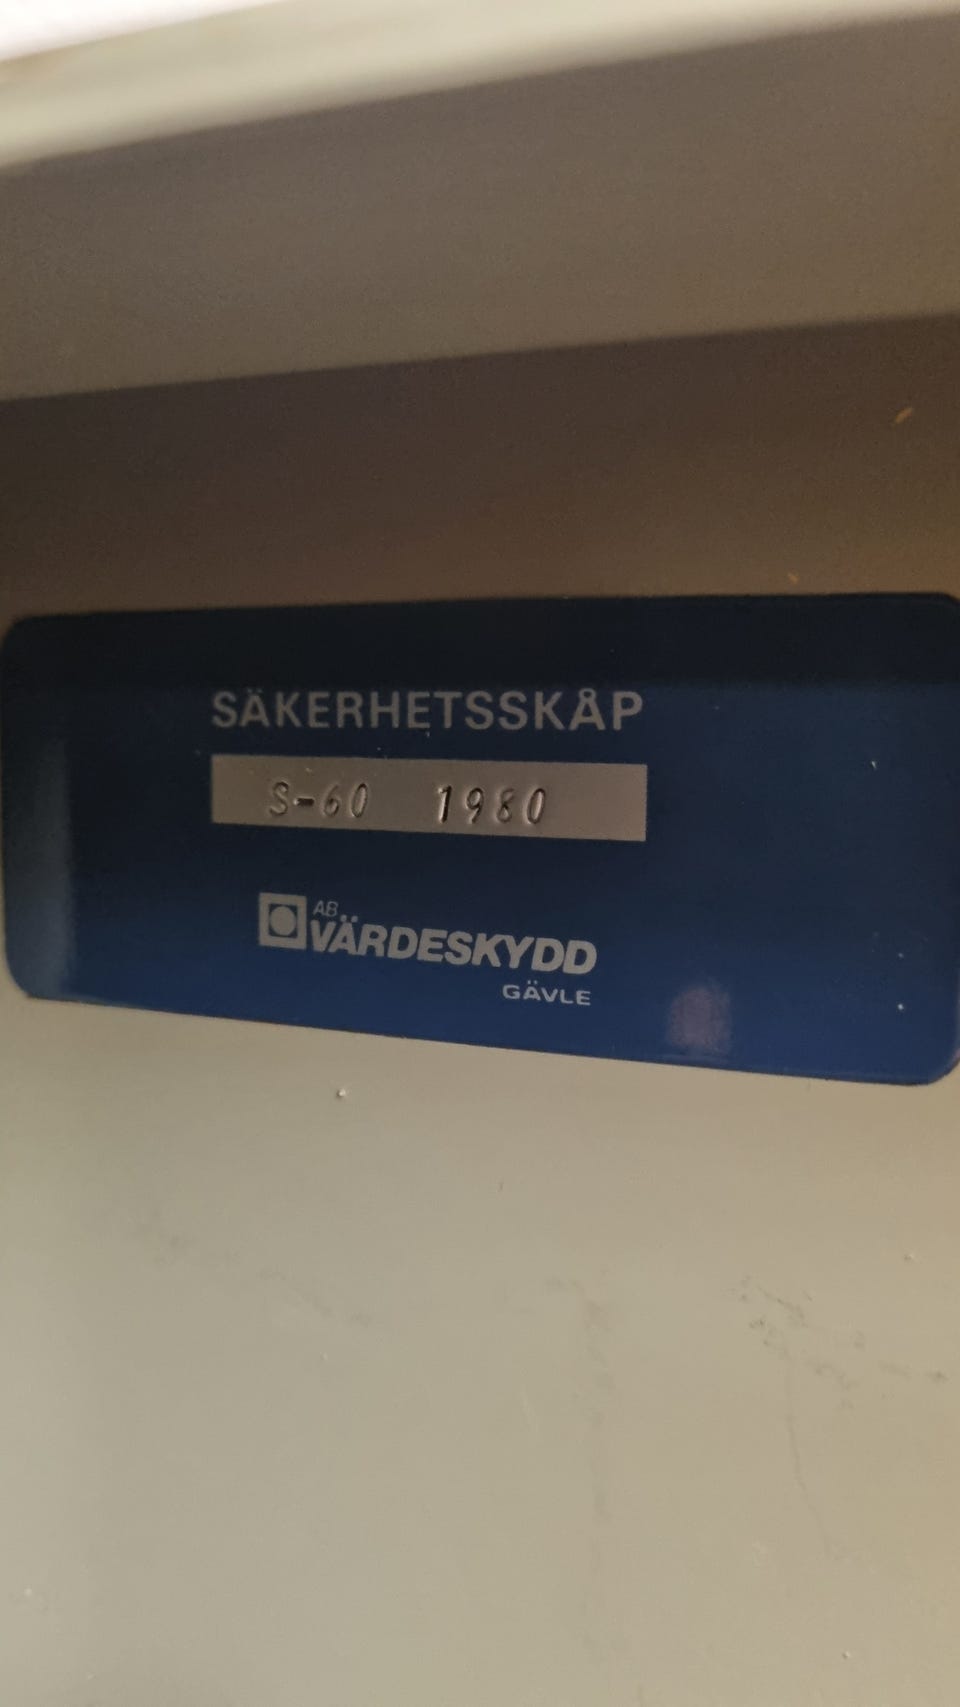 SÄKERHETSSKÅP
S-60 1980
AB
VÄRDESKYDD
GÄVLE